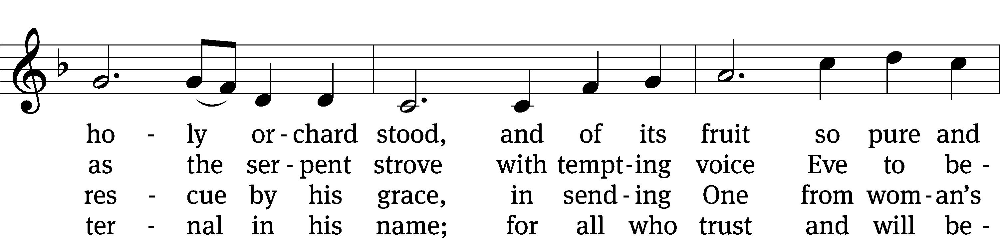 ho - ly or - chard stood, and of its fruit so pure and
as the ser - pent strove with tempt - ing voice Eve to be -
res - cue by his grace, in send - ing One from wom - an’s
ter - nal in his name; for all who trust and will be -